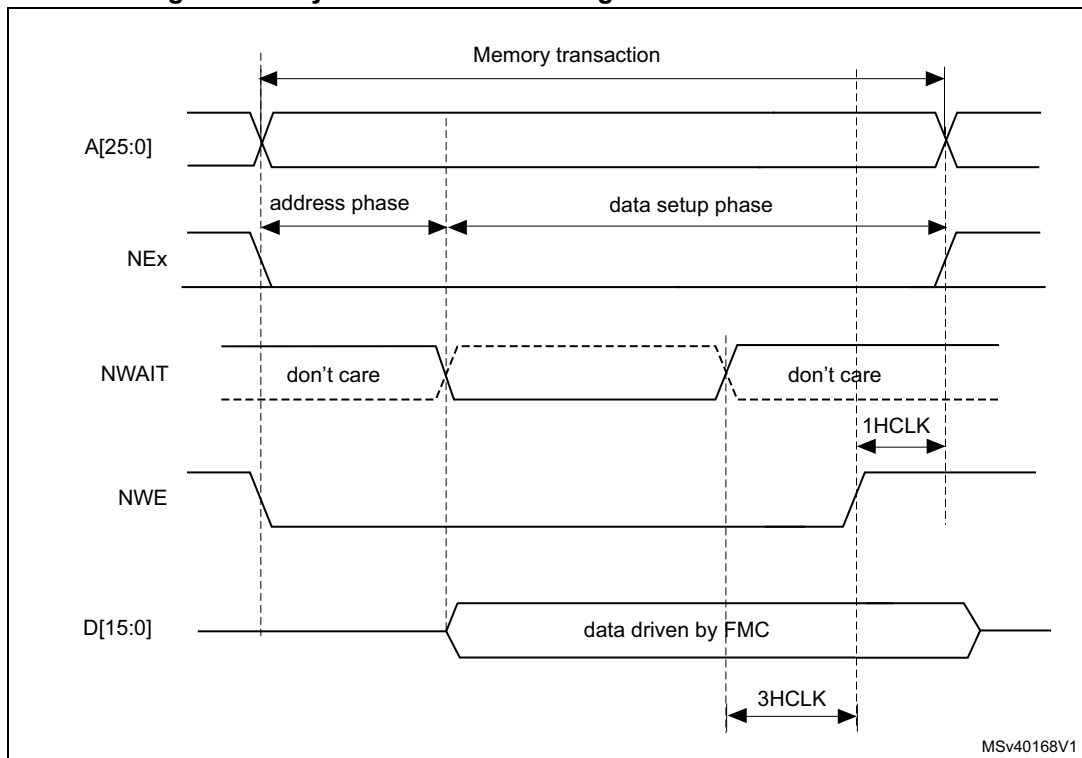 Memory transaction
A[25:0]
address phase
data setup phase
NEx
NWAIT
don't care
don't care
1HCLK
NWE
D[15:0]
data driven by FMC
3HCLK
MSv40168V1